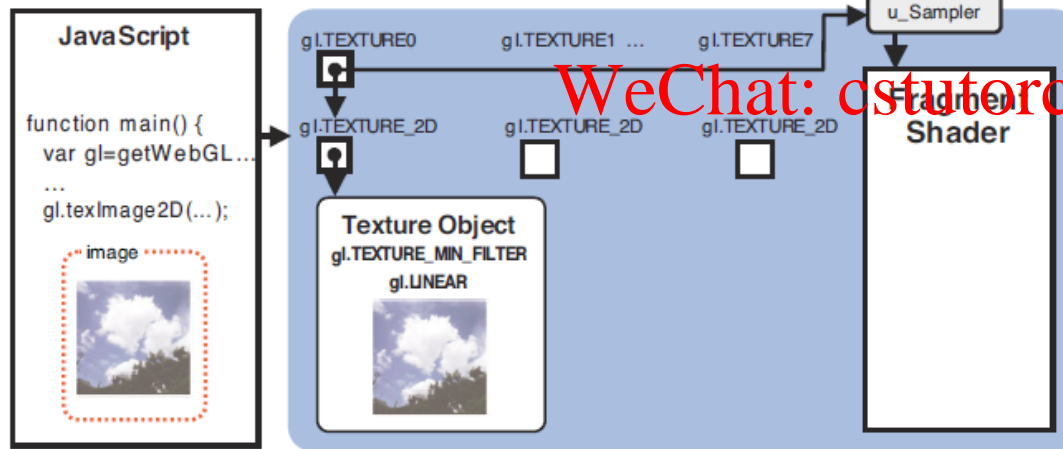 JavaScript
function main() {
var gl=getWebGL...
...
gl.texImage2D(...);
image
gl.TEXTURE0
gl.TEXTURE1 ...
gl.TEXTURE7
gl.TEXTURE_2D
gl.TEXTURE_2D
gl.TEXTURE_2D
Texture Object
gl.TEXTURE_MIN_FILTER
gl.LINEAR
u_Sampler
Fragment
Shader
WeChat: cstutorc